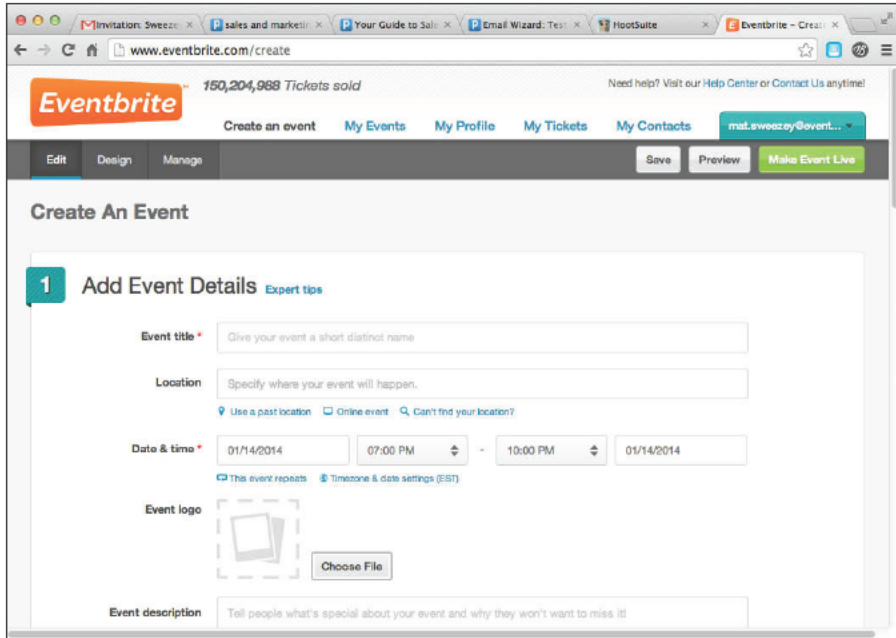 Invitation: Sweeze sales and marketin Your Guide to Sale Email Wizard: Test HootSuite Eventbrite – Creat
www.eventbrite.com/create
Eventbrite 150,204,988 Tickets sold Need help? Visit our Help Center or Contact Us anytime!
Create an event My Events My Profile My Tickets My Contacts mat.sweezey@event...
Edit Design Manage Save Preview Make Event Live
Create An Event
1 Add Event Details Expert tips
Event title * Give your event a short distinct name
Location Specify where your event will happen.
Use a past location Online event Can't find your location?
Date & time * 01/14/2014 07:00 PM - 10:00 PM 01/14/2014
This event repeats Timezone & date settings (EST)
Event logo
Choose File
Event description Tell people what's special about your event and why they won't want to miss it!